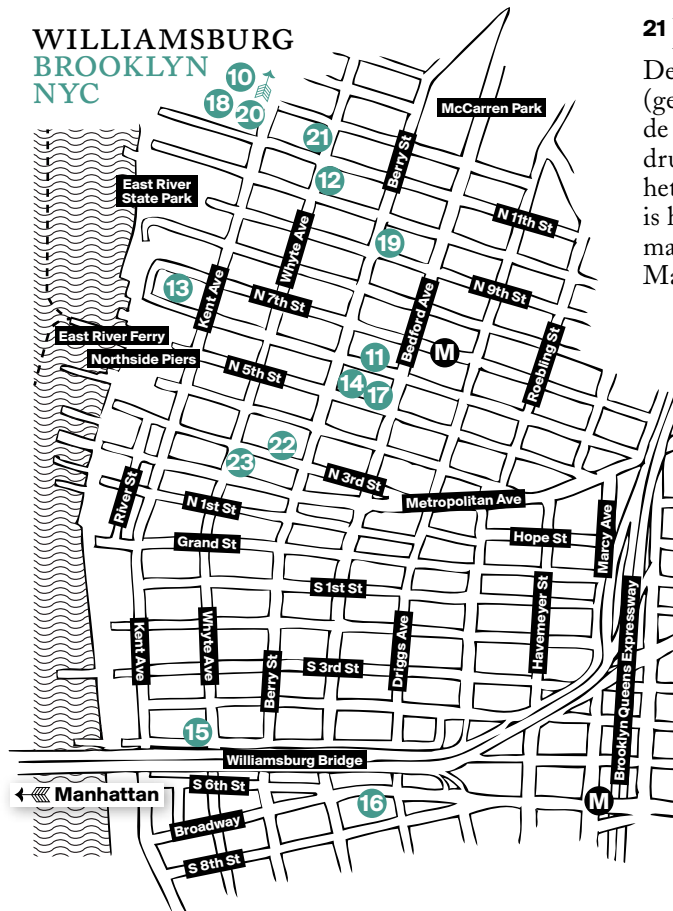 WILLIAMSBURG
BROOKLYN
NYC
10
18
20
21
12
McCarren Park
Berry St
East River
State Park
N 11th St
19
Whyte Ave
13
Kent Ave
N 7th St
N 9th St
Bedford Ave
East River Ferry
Northside Piers
N 5th St
11
M
Roebling St
14
17
22
23
N 3rd St
River St
N 1st St
Metropolitan Ave
Marcy Ave
Grand St
Hope St
S 1st St
Havemeyer St
Kent Ave
Whyte Ave
Berry St
S 3rd St
Driggs Ave
Brooklyn Queens Expressway
15
Williamsburg Bridge
S 6th St
Manhattan
16
M
Broadway
S 8th St
21
De
(ge
de
dru
het
is h
ma
Ma